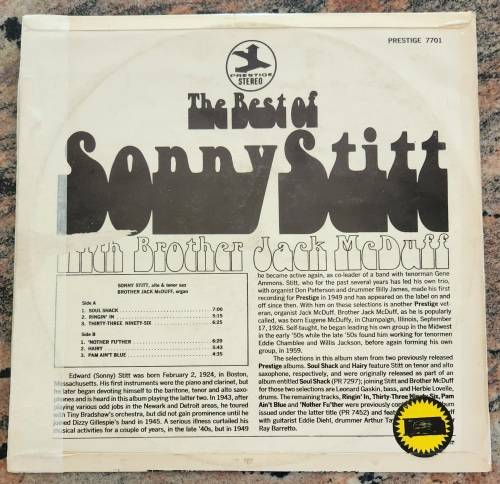 PRESTIGE 7701
PRESTIGE
STEREO
The Best of
Sonny Stitt
with Brother Jack McDuff
SONNY STITT, alto & tenor sax
BROTHER JACK McDUFF, organ
Side A
1. SOUL SHACK 7:00
2. RINGIN' IN 5:15
3. THIRTY-THREE NINETY-SIX 6:25
Side B
1. 'NOTHER FU'THER 6:20
2. HAIRY 5:43
3. PAM AIN'T BLUE 4:35
Edward (Sonny) Stitt was born February 2, 1924, in Boston,
Massachusetts. His first instruments were the piano and clarinet, but
he later began devoting himself to the baritone, tenor and alto saxo-
phones and is heard in this album playing the latter two. In 1943, after
playing various odd jobs in the Newark and Detroit areas, he toured
with Tiny Bradshaw's orchestra, but did not gain prominence until he
joined Dizzy Gillespie's band in 1945. A serious illness curtailed his
musical activities for a couple of years, in the late '40s, but in 1949
he became active again, as co-leader of a band with tenorman Gene
Ammons. Stitt, who for the past several years has led his own trio,
with organist Don Patterson and drummer Billy James, made his first
recording for Prestige in 1949 and has appeared on the label on and
off since then. With him on these selections is another Prestige vet-
eran, organist Jack McDuff. Brother Jack McDuff, as he is popularly
called, was born Eugene McDuffy, in Champaign, Illinois, September
17, 1926. Self-taught, he began leading his own group in the Midwest
in the early '50s while the late '50s found him working for tenormen
Eddie Chamblee and Willis Jackson, before again forming his own
group, in 1959.
The selections in this album stem from two previously released
Prestige albums. Soul Shack and Hairy feature Stitt on tenor and alto
saxophone, respectively, and were originally released as part of an
album entitled Soul Shack (PR 7297); joining Stitt and Brother McDuff
for those two selections are Leonard Gaskin, bass, and Herbie Lovelle,
drums. The remaining tracks, Ringin' In, Thirty-Three Ninety-Six, Pam
Ain't Blue and 'Nother Fu'ther were previously album
issued under the latter title (PR 7452) and
with guitarist Eddie Diehl, drummer Arthur
Ray Barretto.